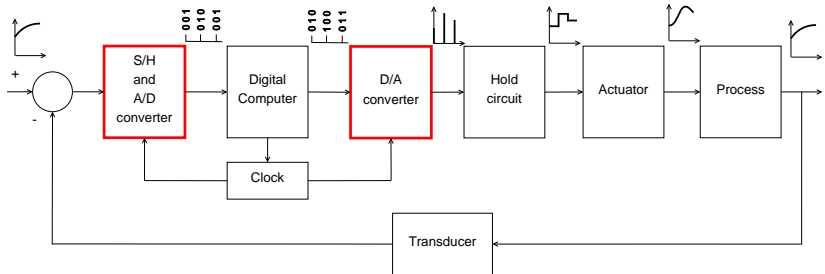 001
010
001
010
100
011
+
-
S/H
and
A/D
converter
Digital
Computer
D/A
converter
Hold
circuit
Actuator
Process
Clock
Transducer